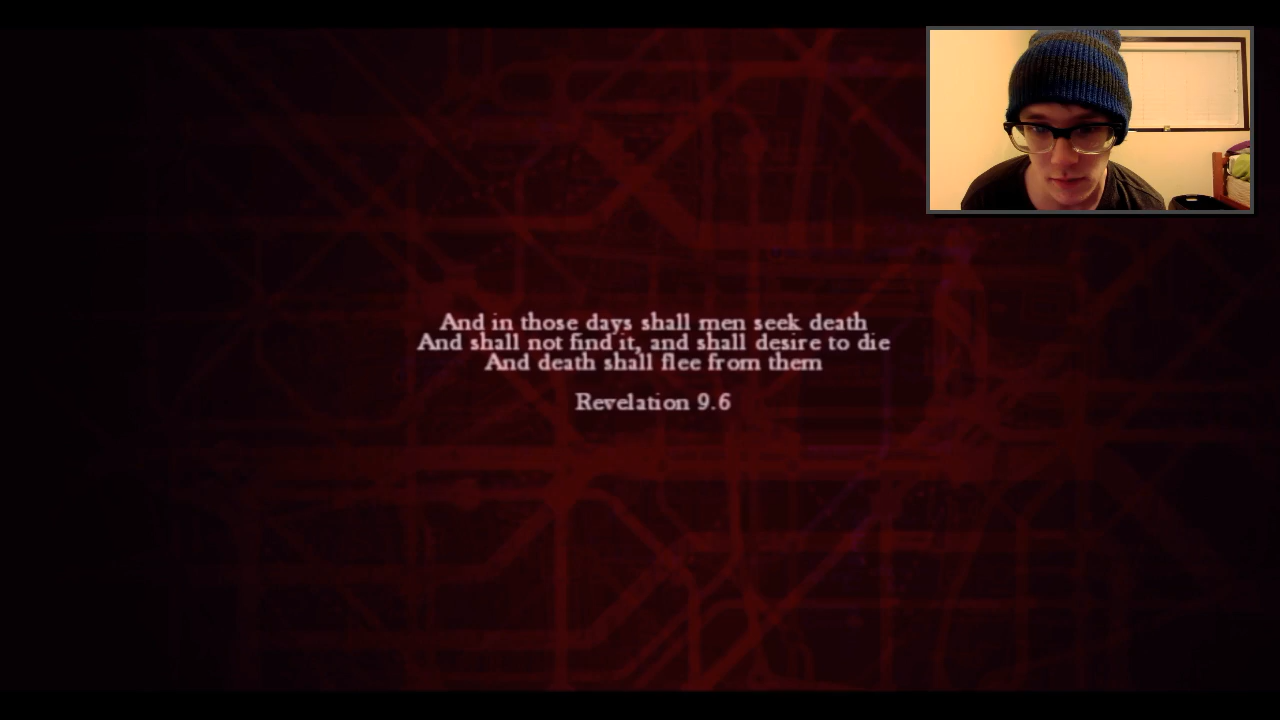 And in those days shall men seek death
And shall not find it, and shall desire to die
And death shall flee from them
Revelation 9.6